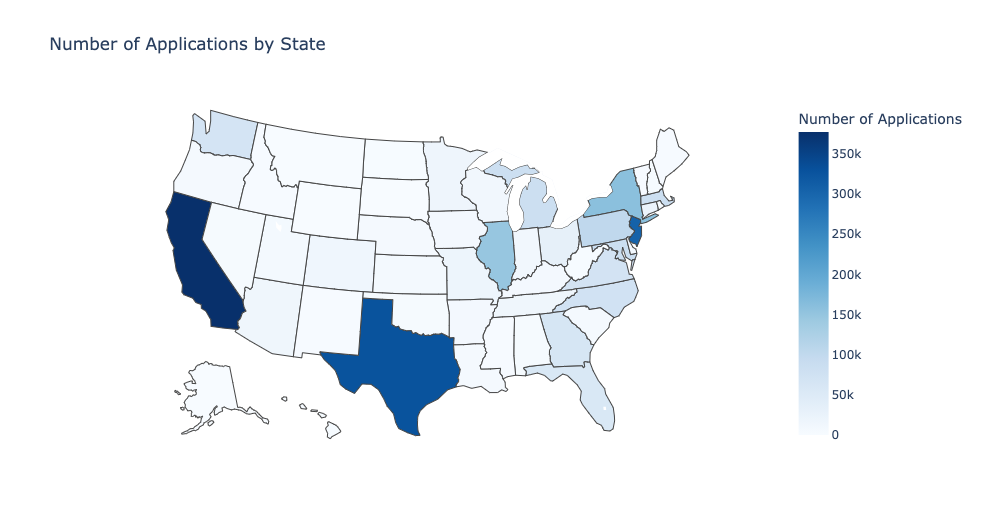 Number of Applications by State
Number of Applications
350k
300k
250k
200k
150k
100k
50k
0